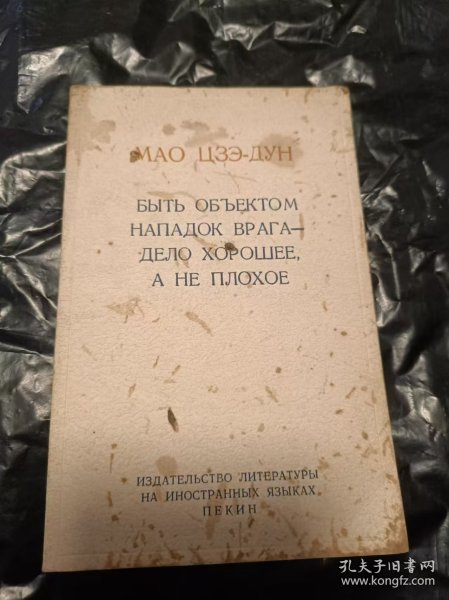 МАО ЦЗЭ-ДУН
БЫТЬ ОБЪЕКТОМ
НАПАДОК ВРАГА—
ДЕЛО ХОРОШЕЕ,
А НЕ ПЛОХОЕ
ИЗДАТЕЛЬСТВО ЛИТЕРАТУРЫ
НА ИНОСТРАННЫХ ЯЗЫКАХ
ПЕКИН
孔夫子旧书网
www.kongfz.com